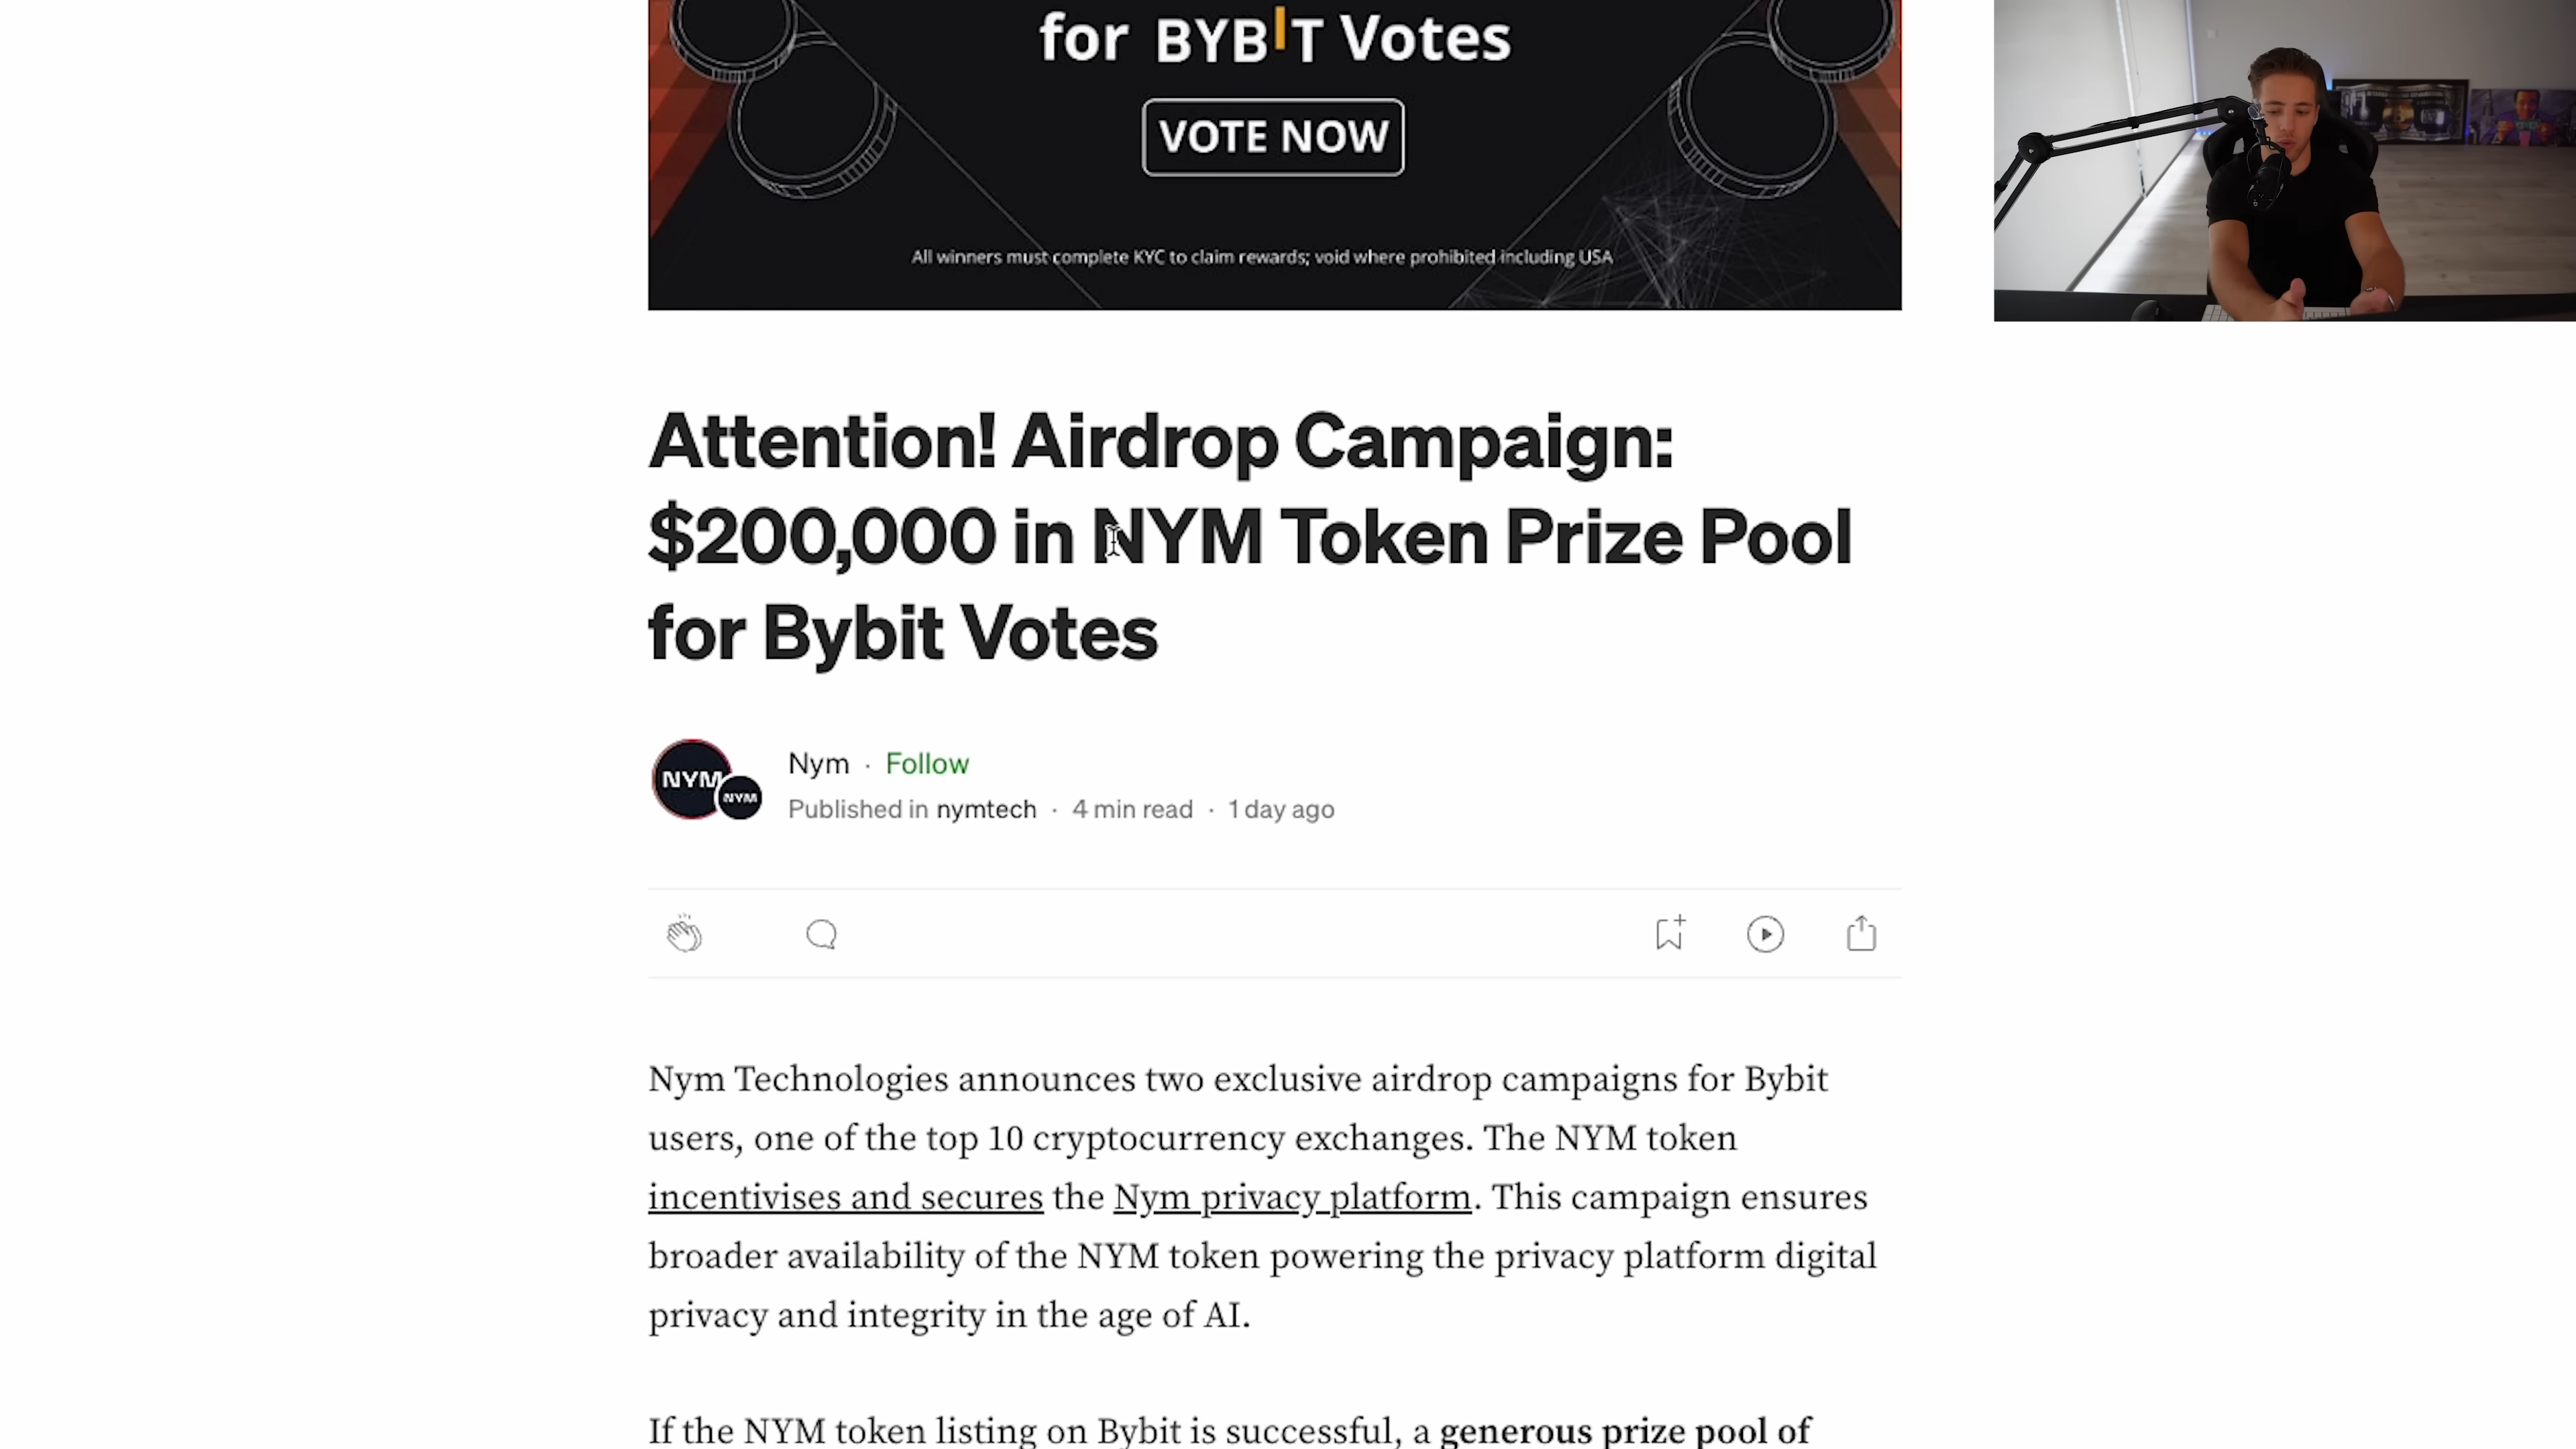 for BYBIT Votes
VOTE NOW
All winners must complete KYC to claim rewards; void where prohibited including USA
Attention! Airdrop Campaign:
$200,000 in NYM Token Prize Pool
for Bybit Votes
NYM
NYM
Nym · Follow
Published in nymtech · 4 min read · 1 day ago
Nym Technologies announces two exclusive airdrop campaigns for Bybit
users, one of the top 10 cryptocurrency exchanges. The NYM token
incentivises and secures the Nym privacy platform. This campaign ensures
broader availability of the NYM token powering the privacy platform digital
privacy and integrity in the age of AI.
If the NYM token listing on Bybit is successful, a generous prize pool of